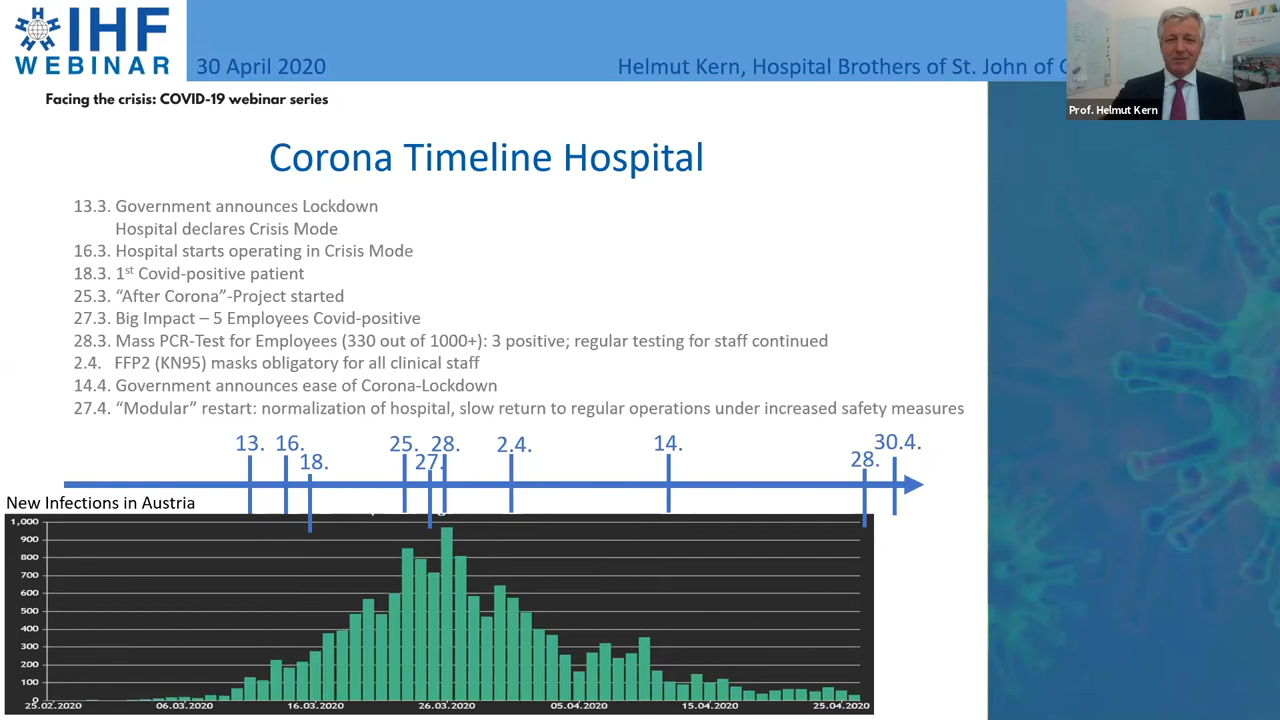 IHF
WEBINAR
30 April 2020
Helmut Kern, Hospital Brothers of St. John of G
Prof. Helmut Kern
Facing the crisis: COVID-19 webinar series
Corona Timeline Hospital
13.3. Government announces Lockdown
Hospital declares Crisis Mode
16.3. Hospital starts operating in Crisis Mode
18.3. 1st Covid-positive patient
25.3. “After Corona”-Project started
27.3. Big Impact – 5 Employees Covid-positive
28.3. Mass PCR-Test for Employees (330 out of 1000+): 3 positive; regular testing for staff continued
2.4. FFP2 (KN95) masks obligatory for all clinical staff
14.4. Government announces ease of Corona-Lockdown
27.4. “Modular” restart: normalization of hospital, slow return to regular operations under increased safety measures
13. 16. 18. 25. 27. 28. 2.4. 14. 28. 30.4.
New Infections in Austria
1,000
900
800
700
600
500
400
300
200
100
0
25.02.2020 06.03.2020 16.03.2020 26.03.2020 05.04.2020 15.04.2020 25.04.2020